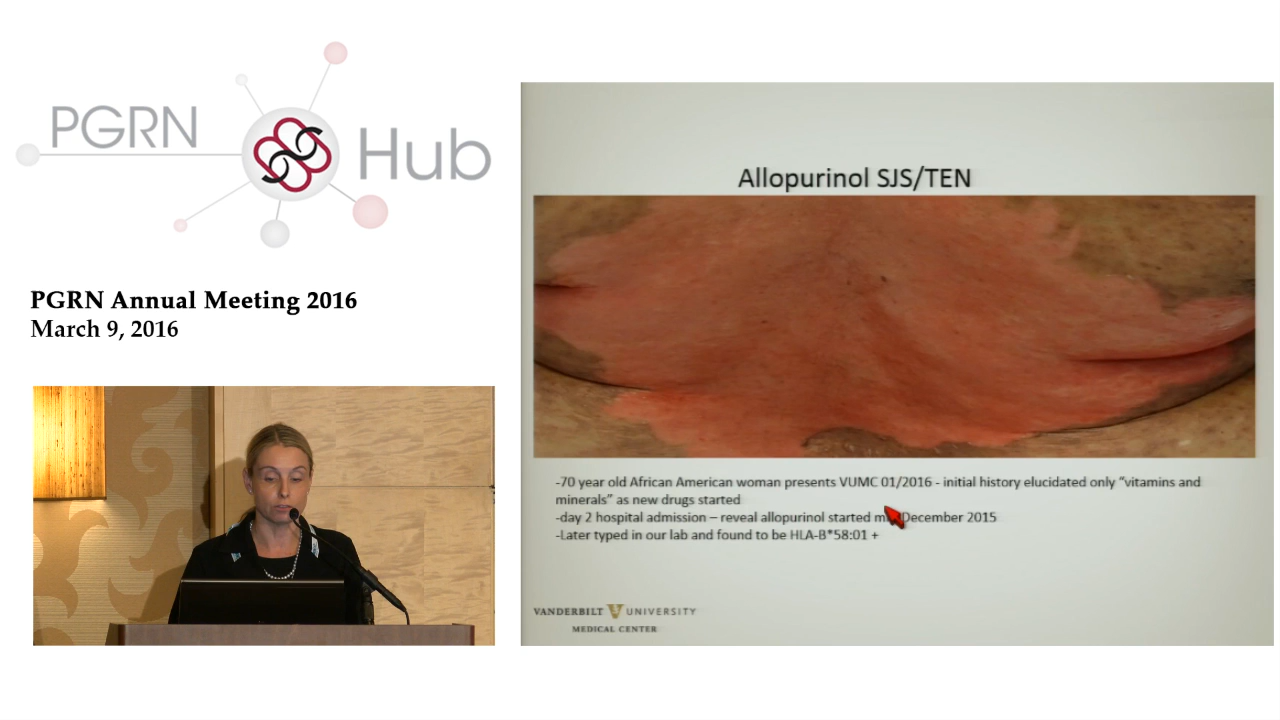 PGRN Hub
PGRN Annual Meeting 2016
March 9, 2016
Allopurinol SJS/TEN
-70 year old African American woman presents VUMC 01/2016 - initial history elucidated only “vitamins and
minerals” as new drugs started
-day 2 hospital admission – reveal allopurinol started December 2015
-Later typed in our lab and found to be HLA-B*58:01 +
VANDERBILT V UNIVERSITY
MEDICAL CENTER